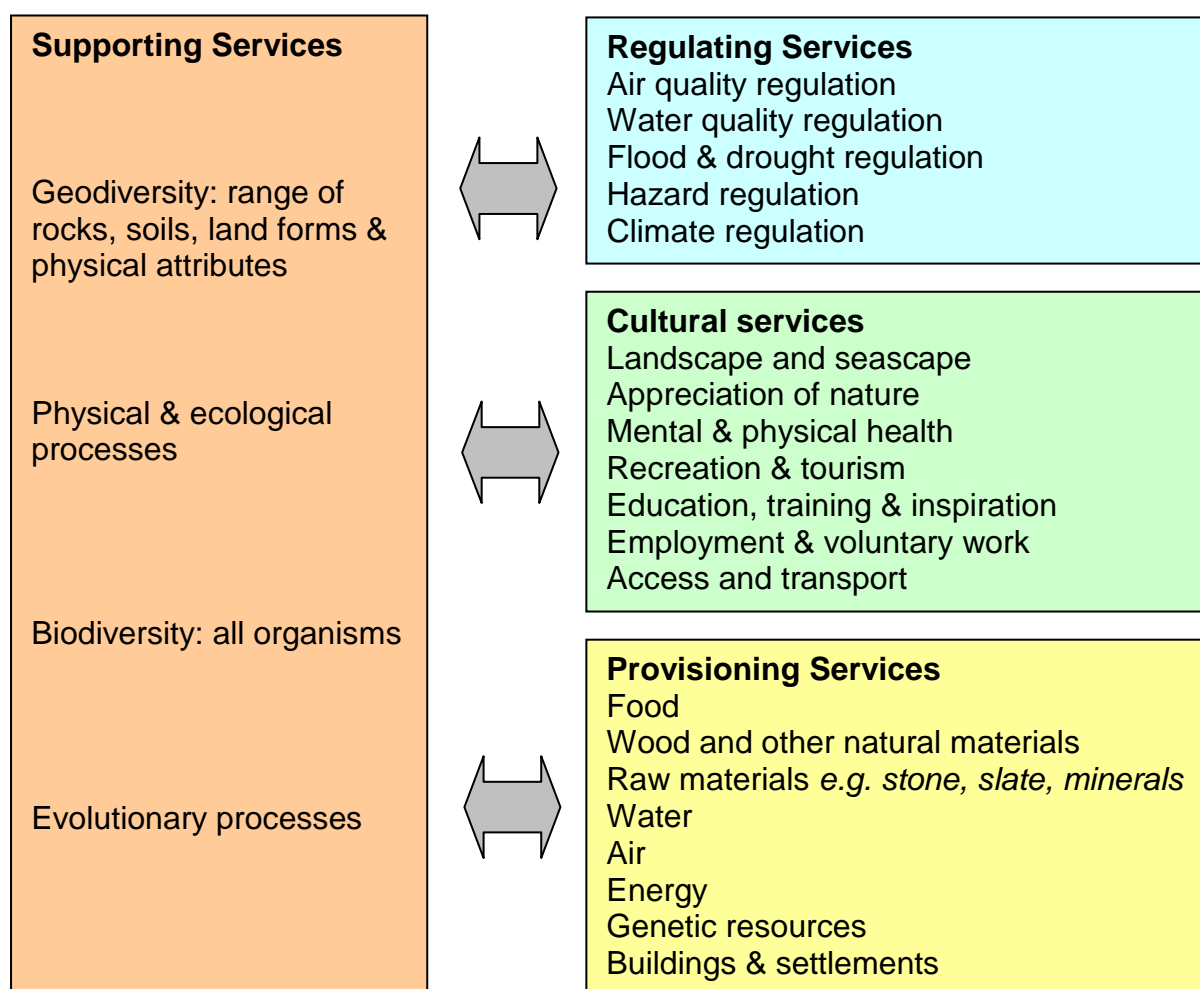 Supporting Services
Geodiversity: range of
rocks, soils, land forms &
physical attributes
Physical & ecological
processes
Biodiversity: all organisms
Evolutionary processes
Regulating Services
Air quality regulation
Water quality regulation
Flood & drought regulation
Hazard regulation
Climate regulation
Cultural services
Landscape and seascape
Appreciation of nature
Mental & physical health
Recreation & tourism
Education, training & inspiration
Employment & voluntary work
Access and transport
Provisioning Services
Food
Wood and other natural materials
Raw materials e.g. stone, slate, minerals
Water
Air
Energy
Genetic resources
Buildings & settlements